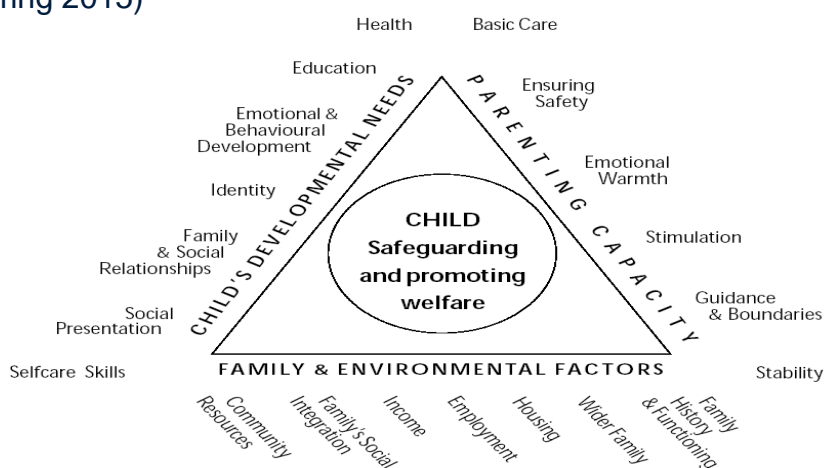 ring 2015)
Health
Education
Emotional &
Behavioural
Development
Identity
Family
& Social
Relationships
Social
Presentation
Selfcare Skills
CHILD'S DEVELOPMENTAL NEEDS
Basic Care
Ensuring
Safety
Emotional
Warmth
Stimulation
Guidance
& Boundaries
Stability
PARENTING CAPACITY
CHILD
Safeguarding
and promoting
welfare
FAMILY & ENVIRONMENTAL FACTORS
Community
Resources
Family's Social
Integration
Income
Employment
Housing
Wider Family
Family
History
& Functioning